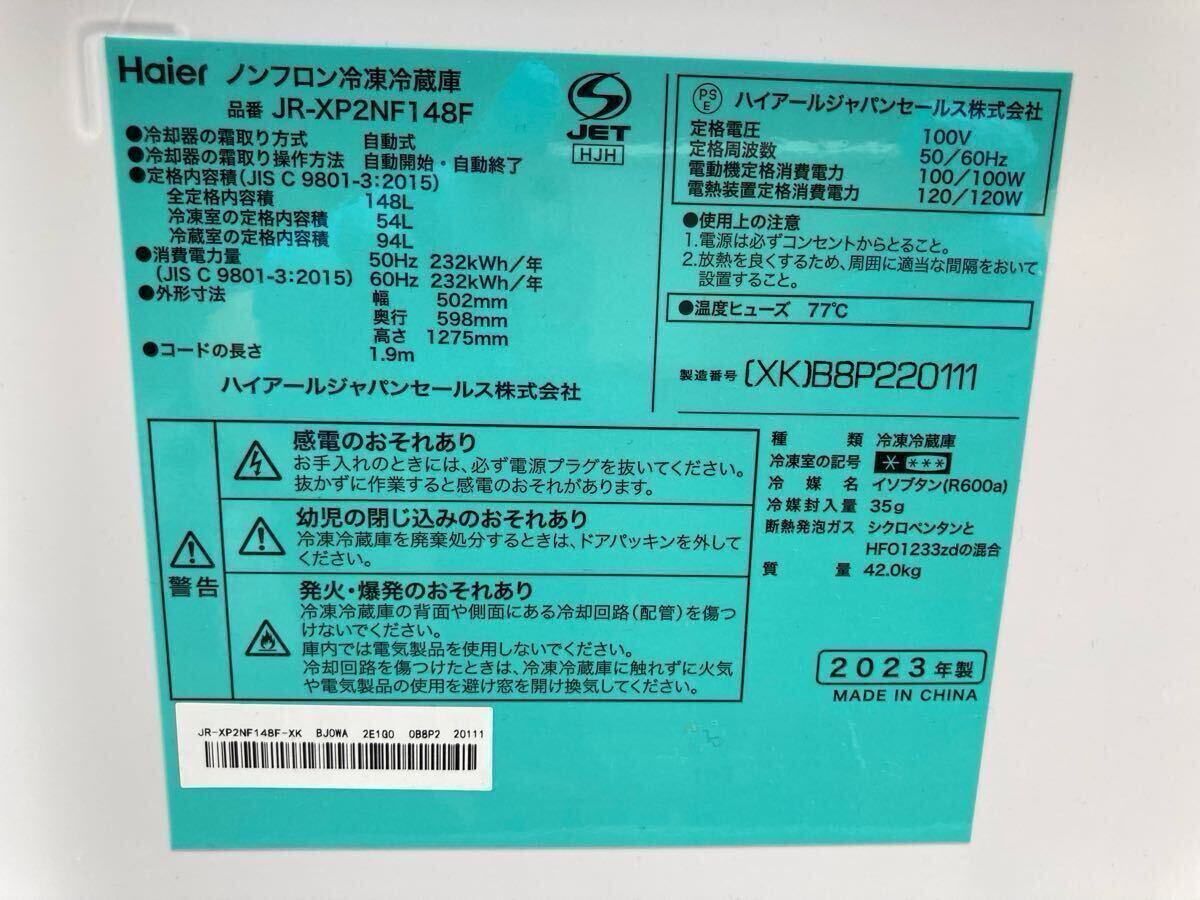 Haier ノンフロン冷凍冷蔵庫
品番 JR-XP2NF148F
●冷却器の霜取り方式 自動式
●冷却器の霜取り操作方法 自動開始・自動終了
●定格内容積(JIS C 9801-3:2015)
全定格内容積 148L
冷凍室の定格内容積 54L
冷蔵室の定格内容積 94L
●消費電力量 50Hz 232kWh/年
(JIS C 9801-3:2015) 60Hz 232kWh/年
●外形寸法 幅 502mm
奥行 598mm
高さ 1275mm
●コードの長さ 1.9m
ハイアールジャパンセールス株式会社
S
JET
HJH
PS
E
ハイアールジャパンセールス株式会社
定格電圧 100V
定格周波数 50/60Hz
電動機定格消費電力 100/100W
電熱装置定格消費電力 120/120W
●使用上の注意
1.電源は必ずコンセントからとること。
2.放熱を良くするため、周囲に適当な間隔をおいて
設置すること。
●温度ヒューズ 77℃
製造番号 (XK)B8P220111
警告
感電のおそれあり
お手入れのときには、必ず電源プラグを抜いてください。
抜かずに作業すると感電のおそれがあります。
幼児の閉じ込みのおそれあり
冷凍冷蔵庫を廃棄処分するときは、ドアパッキンを外して
ください。
発火・爆発のおそれあり
冷凍冷蔵庫の背面や側面にある冷却回路(配管)を傷つ
けないでください。
庫内では電気製品を使用しないでください。
冷却回路を傷つけたときは、冷凍冷蔵庫に触れずに火気
や電気製品の使用を避け窓を開け換気してください。
種類 冷凍冷蔵庫
冷凍室の記号 * ***
冷媒名 イソブタン(R600a)
冷媒封入量 35g
断熱発泡ガス シクロペンタンと
HFO1233zdの混合
質量 42.0kg
2023年製
MADE IN CHINA
JR-XP2NF148F-XK BJ0WA 2E1G0 0B8P2 20111